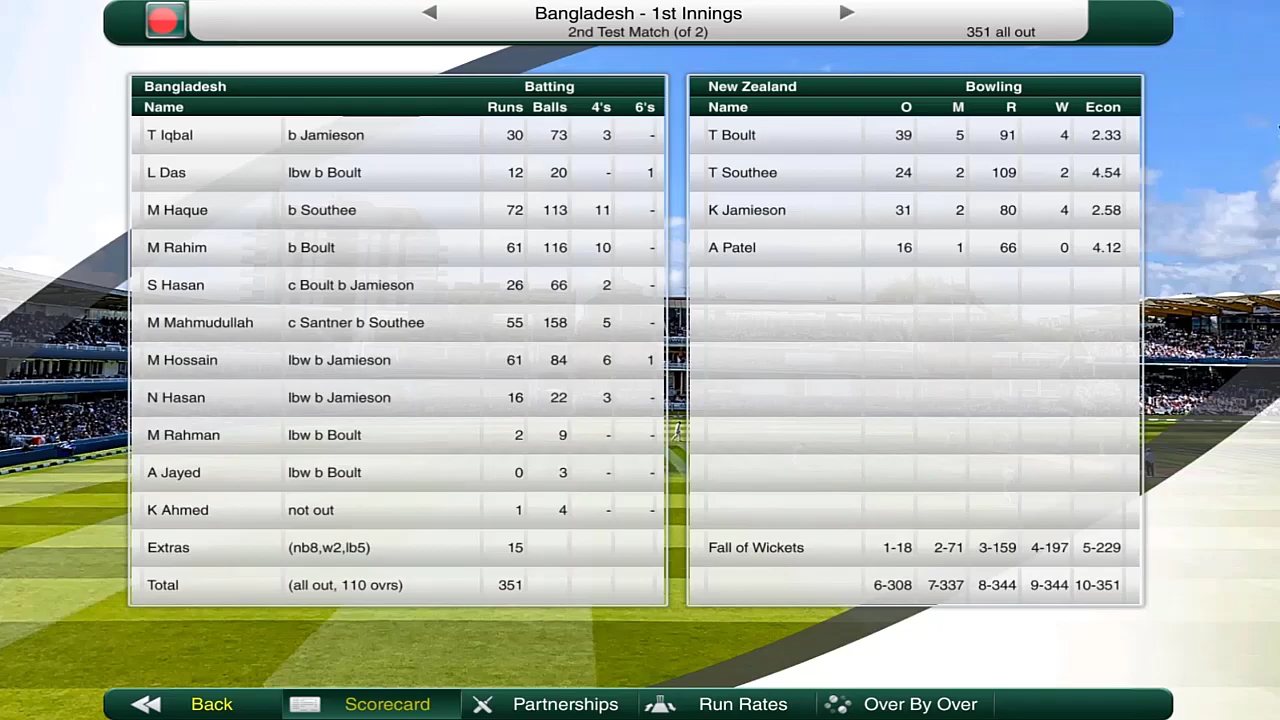 Bangladesh - 1st Innings
2nd Test Match (of 2) 351 all out
Bangladesh Batting
Name Runs Balls 4's 6's
T Iqbal b Jamieson 30 73 3 -
L Das lbw b Boult 12 20 - 1
M Haque b Southee 72 113 11 -
M Rahim b Boult 61 116 10 -
S Hasan c Boult b Jamieson 26 66 2 -
M Mahmudullah c Santner b Southee 55 158 5 -
M Hossain lbw b Jamieson 61 84 6 1
N Hasan lbw b Jamieson 16 22 3 -
M Rahman lbw b Boult 2 9 - -
A Jayed lbw b Boult 0 3 - -
K Ahmed not out 1 4 - -
Extras (nb8,w2,lb5) 15
Total (all out, 110 ovrs) 351
New Zealand Bowling
Name O M R W Econ
T Boult 39 5 91 4 2.33
T Southee 24 2 109 2 4.54
K Jamieson 31 2 80 4 2.58
A Patel 16 1 66 0 4.12
Fall of Wickets 1-18 2-71 3-159 4-197 5-229
6-308 7-337 8-344 9-344 10-351
Back Scorecard Partnerships Run Rates Over By Over